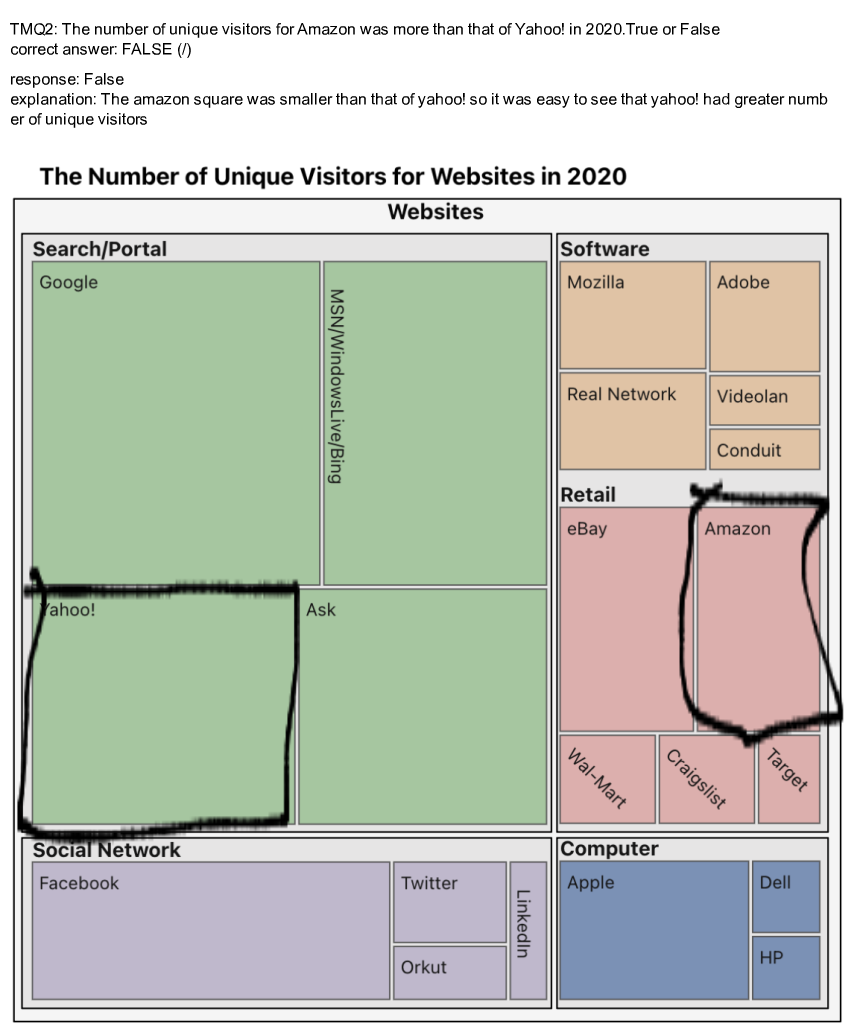 TMQ2: The number of unique visitors for Amazon was more than that of Yahoo! in 2020.True or False
correct answer: FALSE (/)
response: False
explanation: The amazon square was smaller than that of yahoo! so it was easy to see that yahoo! had greater numb
er of unique visitors
The Number of Unique Visitors for Websites in 2020
Websites
Search/Portal
Google
MSN/WindowsLive/Bing
Yahoo!
Ask
Software
Mozilla
Adobe
Real Network
Videolan
Conduit
Retail
eBay
Amazon
Wal-Mart
Craigslist
Target
Social Network
Facebook
Twitter
Orkut
LinkedIn
Computer
Apple
Dell
HP